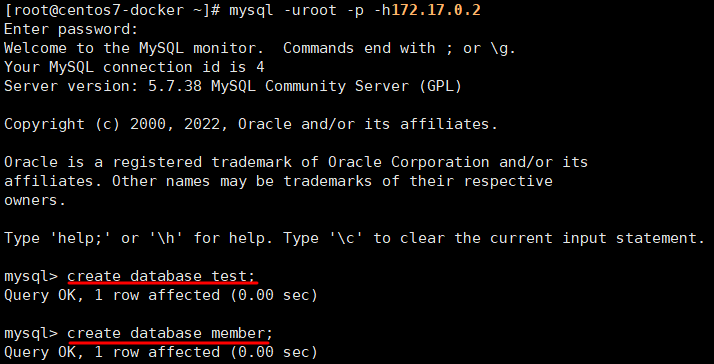 [root@centos7-docker ~]# mysql -uroot -p -h172.17.0.2
Enter password:
Welcome to the MySQL monitor.  Commands end with ; or \g.
Your MySQL connection id is 4
Server version: 5.7.38 MySQL Community Server (GPL)
Copyright (c) 2000, 2022, Oracle and/or its affiliates.
Oracle is a registered trademark of Oracle Corporation and/or its
affiliates. Other names may be trademarks of their respective
owners.
Type 'help;' or '\h' for help. Type '\c' to clear the current input statement.
mysql> create database test;
Query OK, 1 row affected (0.00 sec)
mysql> create database member;
Query OK, 1 row affected (0.00 sec)